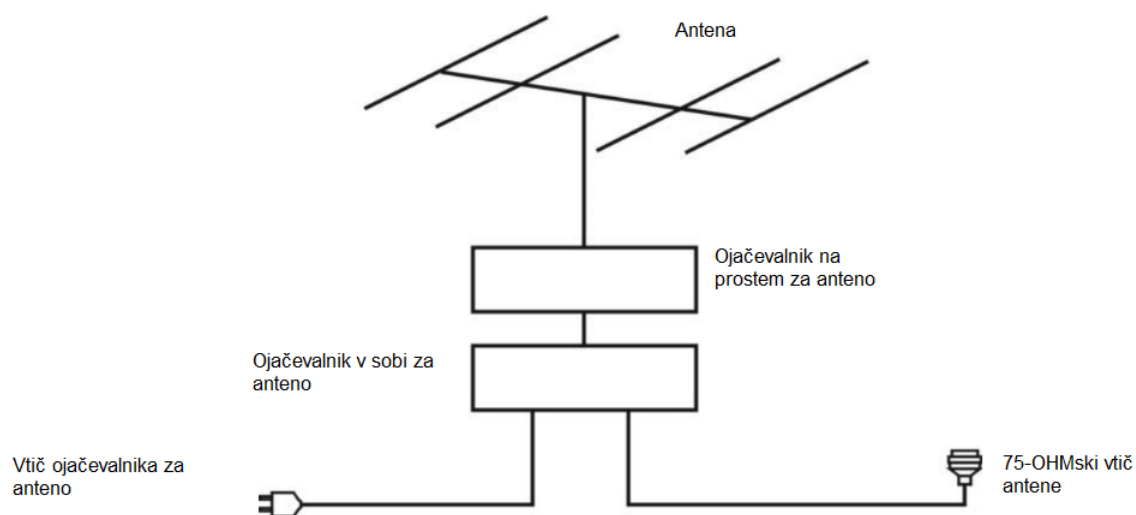 Antena
Ojačevalnik na
prostem za anteno
Ojačevalnik v sobi za
anteno
Vtič ojačevalnika za
anteno
75-OHMski vtič
antene